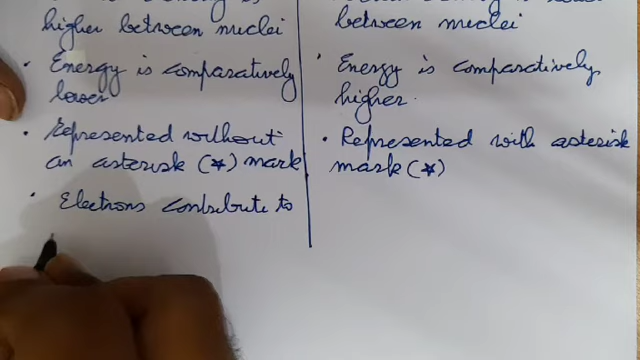 higher between nuclei
between nuclei
• Energy is comparatively
lower
• Energy is comparatively
higher.
• Represented without
an asterisk (*) mark
• Represented with asterisk
mark (*)
• Electrons contribute to